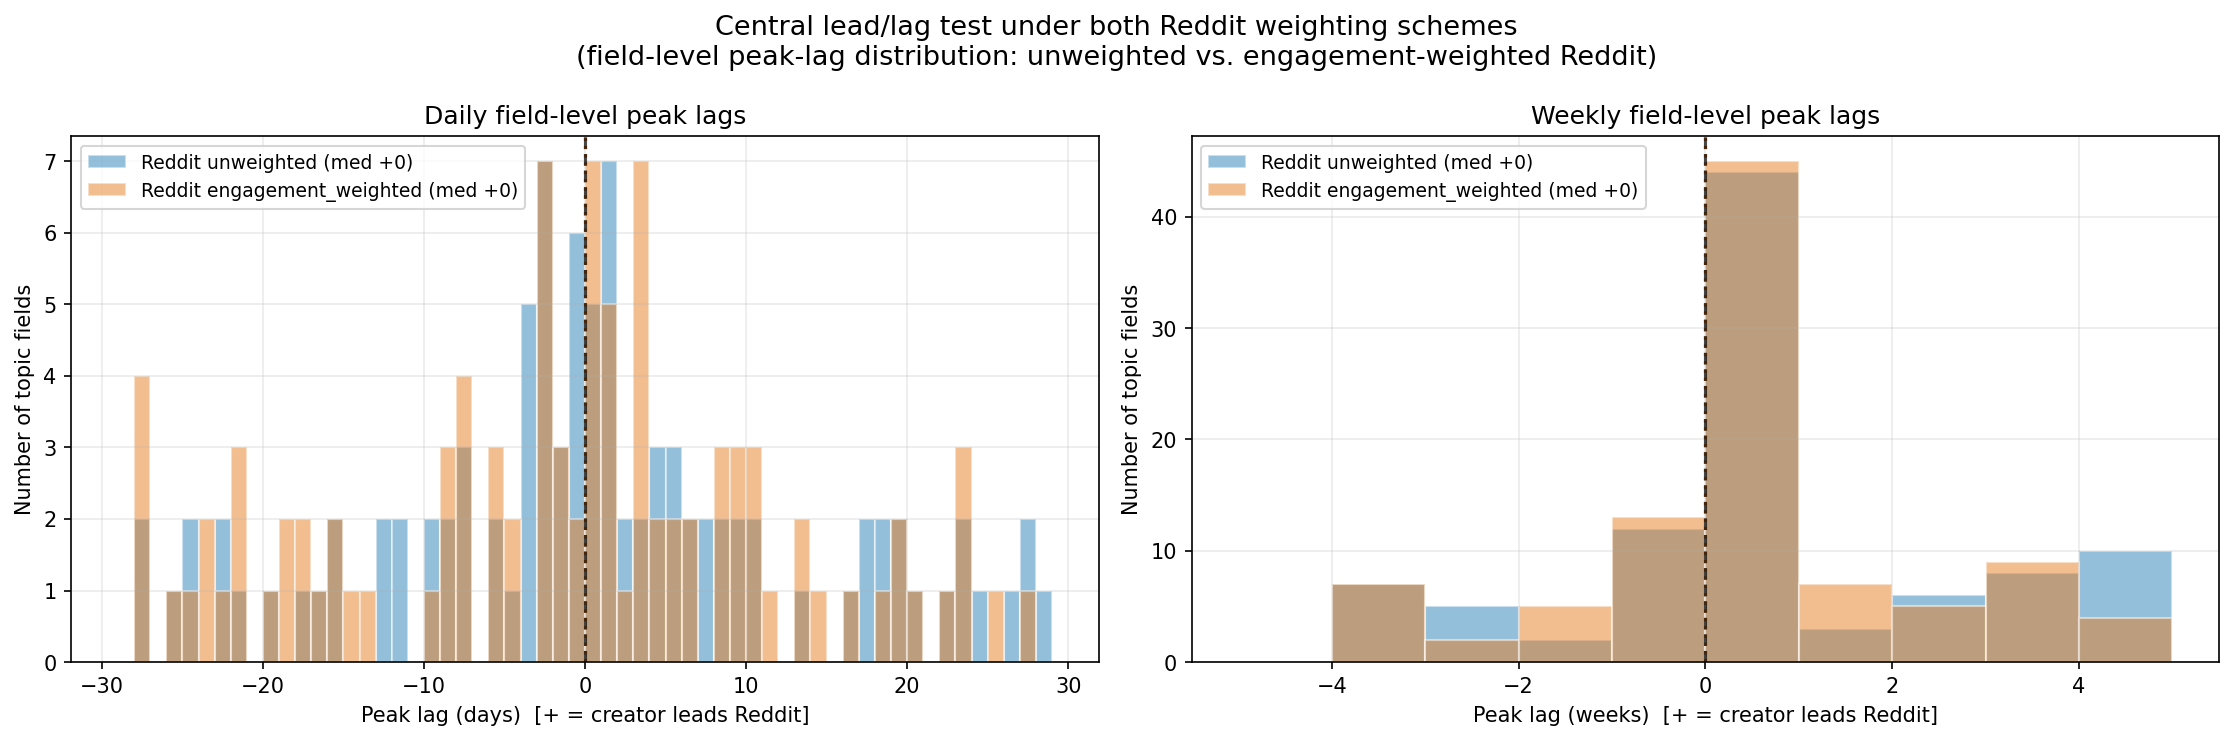 Central lead/lag test under both Reddit weighting schemes
(field-level peak-lag distribution: unweighted vs. engagement-weighted Reddit)
Daily field-level peak lags
Reddit unweighted (med +0)
Reddit engagement_weighted (med +0)
Number of topic fields
7
6
5
4
3
2
1
0
−30
−20
−10
0
10
20
30
Peak lag (days)  [+ = creator leads Reddit]
Weekly field-level peak lags
Reddit unweighted (med +0)
Reddit engagement_weighted (med +0)
Number of topic fields
40
30
20
10
0
−4
−2
0
2
4
Peak lag (weeks)  [+ = creator leads Reddit]